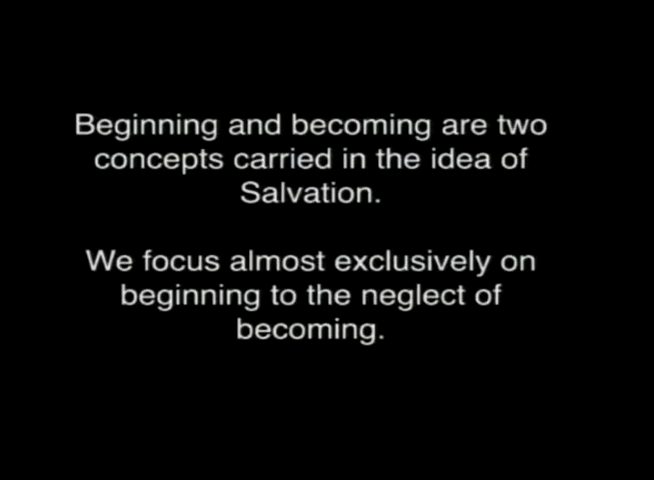 Beginning and becoming are two
concepts carried in the idea of
Salvation.
We focus almost exclusively on
beginning to the neglect of
becoming.